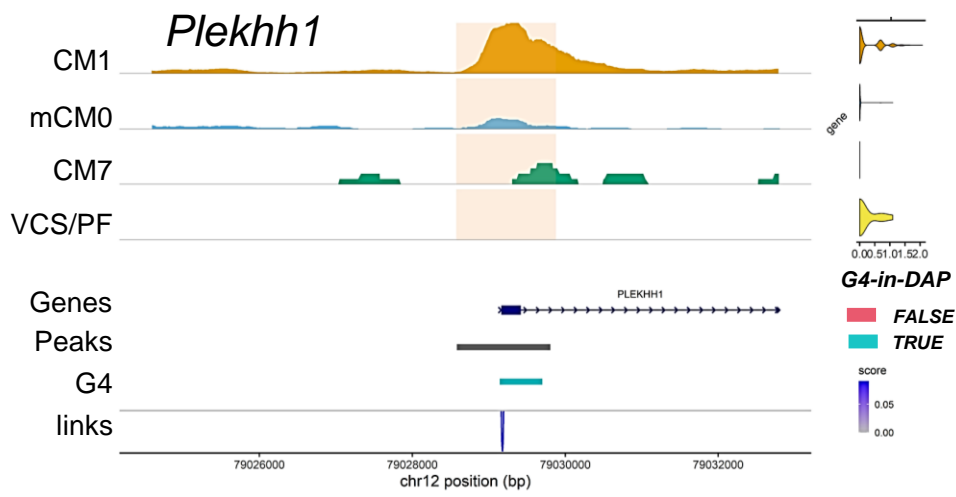 Plekhh1
CM1
mCM0
CM7
VCS/PF
gene
0.00.51.01.52.0
Genes
PLEKHH1
Peaks
G4
links
79026000 79028000 79030000 79032000
chr12 position (bp)
G4-in-DAP
FALSE
TRUE
score
0.05
0.00